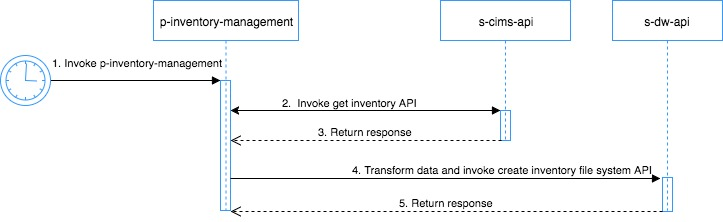 p-inventory-management
s-cims-api
s-dw-api
1. Invoke p-inventory-management
2. Invoke get inventory API
3. Return response
4. Transform data and invoke create inventory file system API
5. Return response